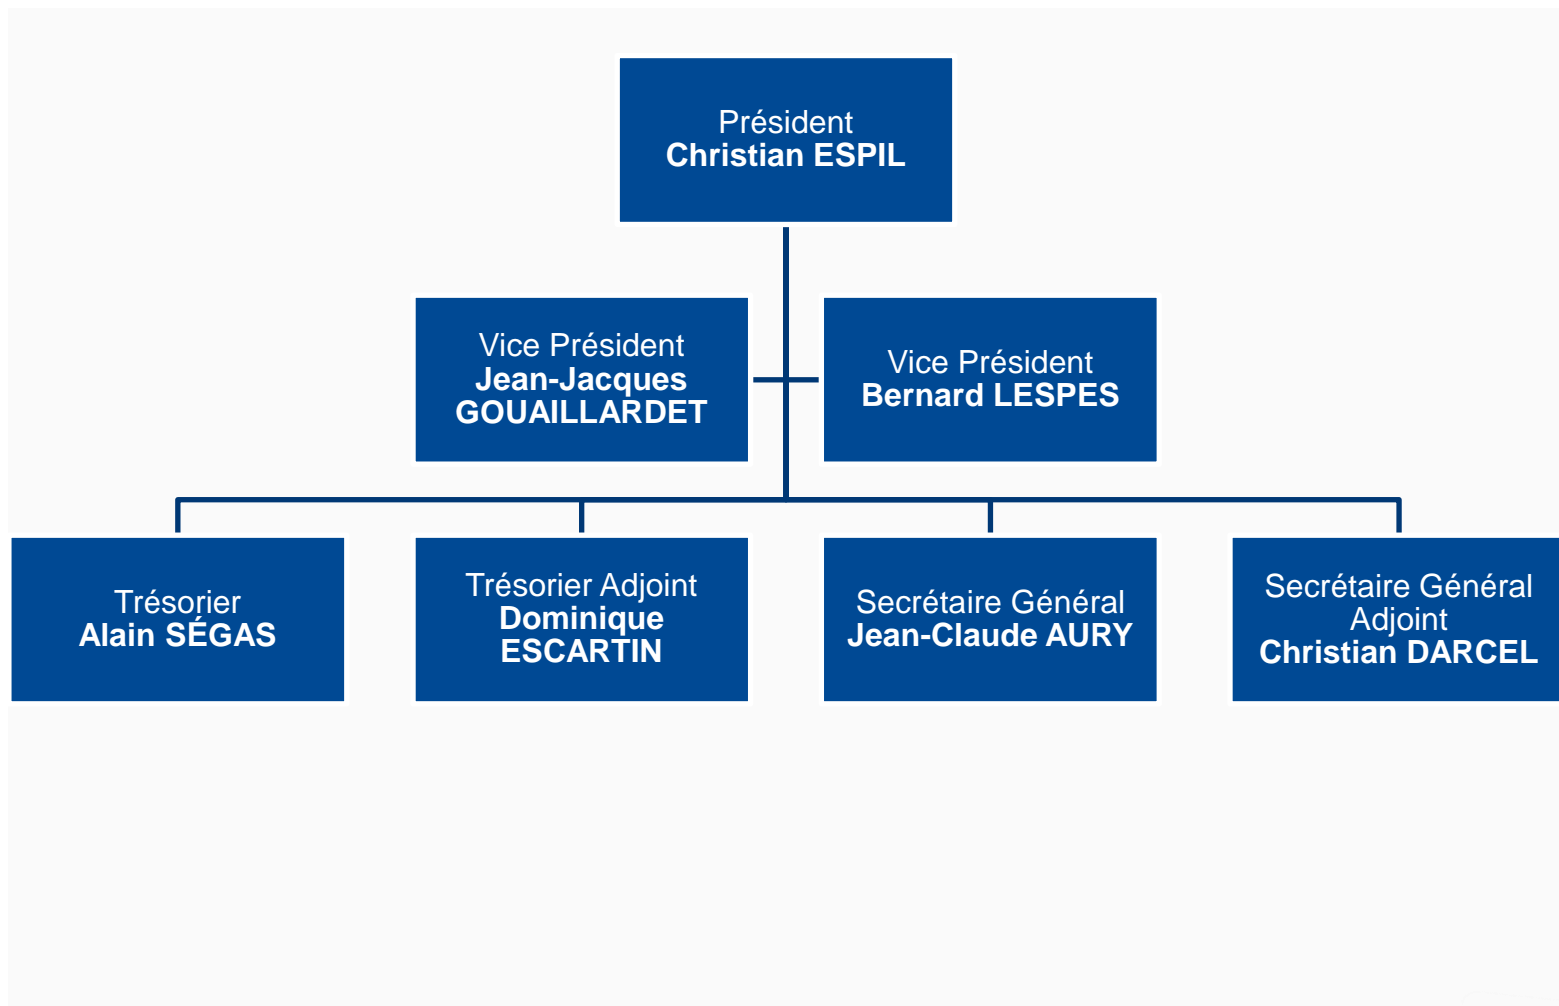 Président
Christian ESPIL
Vice Président
Jean-Jacques
GOUAILLARDET
Vice Président
Bernard LESPES
Trésorier
Alain SÉGAS
Trésorier Adjoint
Dominique
ESCARTIN
Secrétaire Général
Jean-Claude AURY
Secrétaire Général
Adjoint
Christian DARCEL